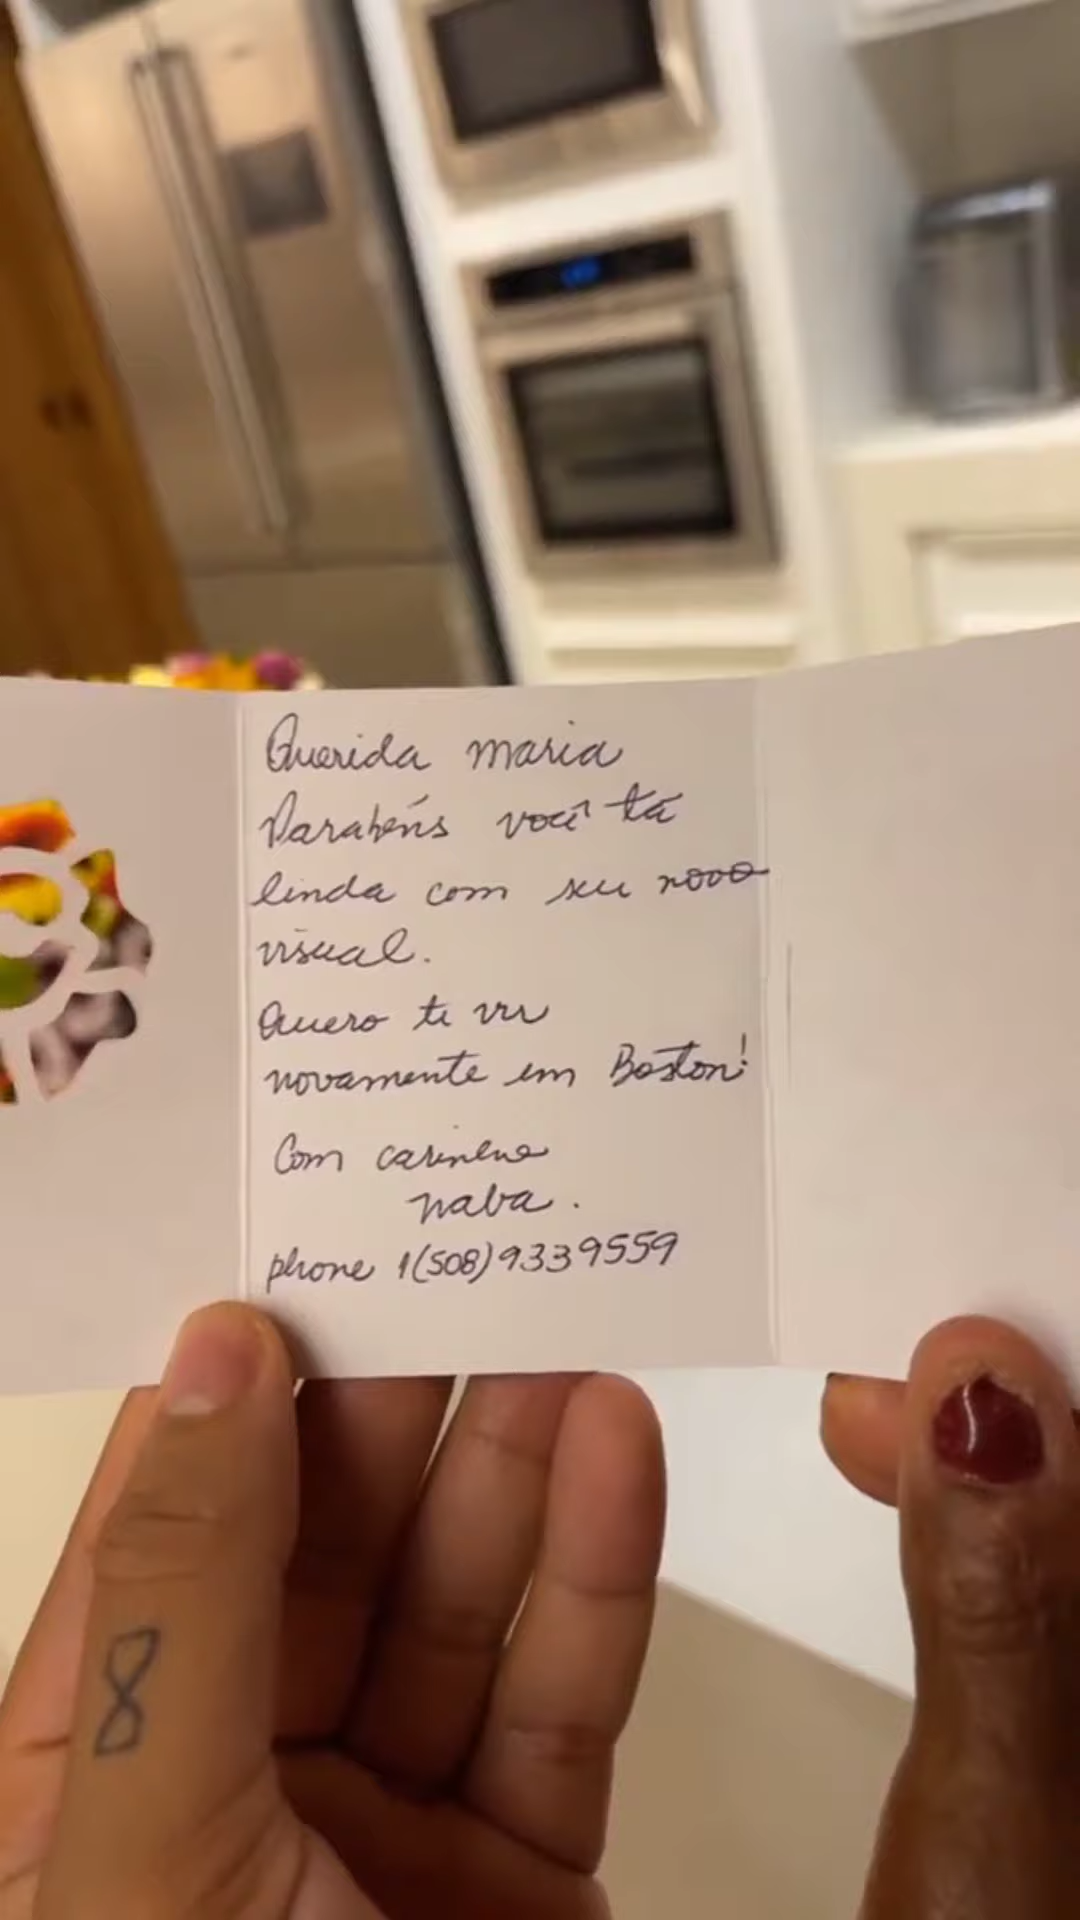 Querida maria
Parabéns você tá
linda com seu novo
visual.
Quero te ver
novamente em Boston!
Com carinho
naba.
phone 1(508)9339559